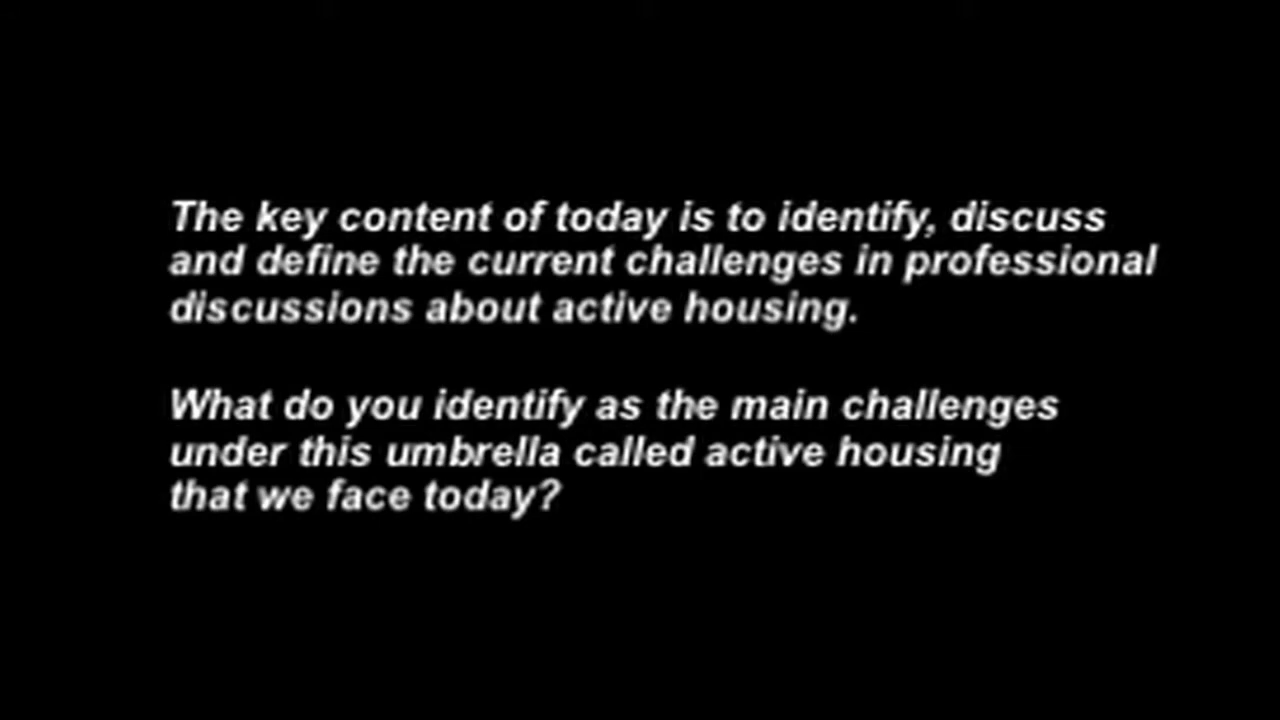 The key content of today is to identify, discuss
and define the current challenges in professional
discussions about active housing.
What do you identify as the main challenges
under this umbrella called active housing
that we face today?